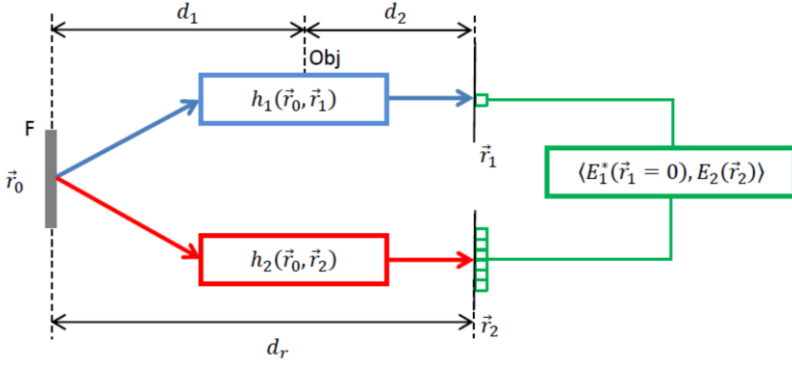 d₁
d₂
Obj
F
h₁(r⃗₀, r⃗₁)
r⃗₀
r⃗₁
⟨E₁*(r⃗₁ = 0), E₂(r⃗₂)⟩
h₂(r⃗₀, r⃗₂)
r⃗₂
dᵣ